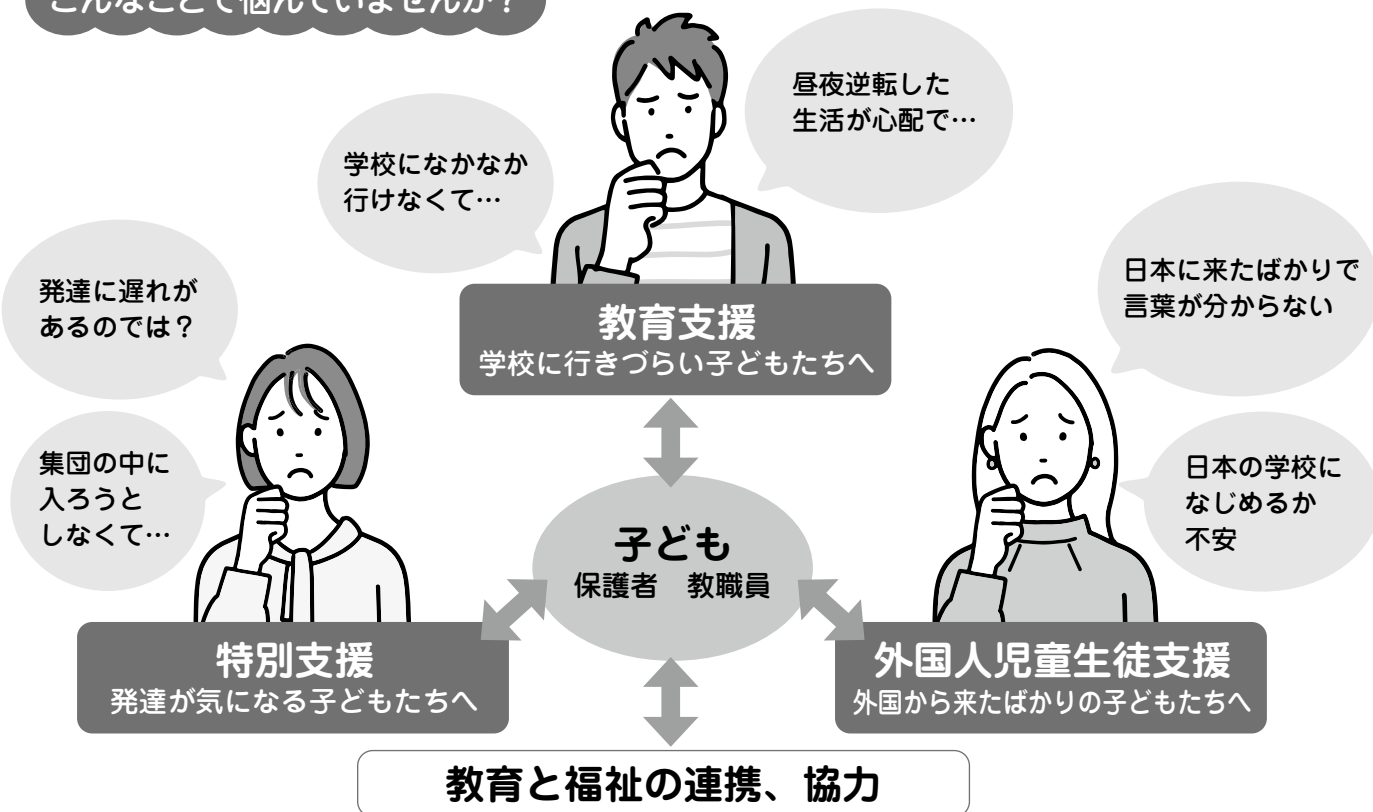 こんなことで悩んでいませんか？
昼夜逆転した
生活が心配で…
学校になかなか
行けなくて…
日本に来たばかりで
言葉が分からない
発達に遅れが
あるのでは？
教育支援
学校に行きづらい子どもたちへ
集団の中に
入ろうと
しなくて…
日本の学校に
なじめるか
不安
子ども
保護者　教職員
特別支援
発達が気になる子どもたちへ
外国人児童生徒支援
外国から来たばかりの子どもたちへ
教育と福祉の連携、協力